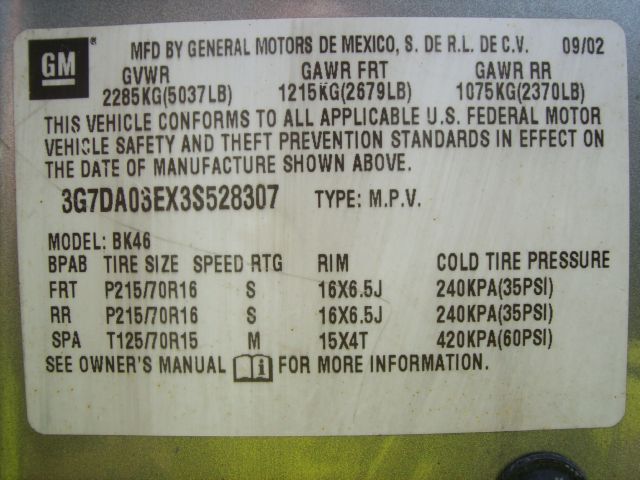 GM MFD BY GENERAL MOTORS DE MEXICO, S. DE R.L. DE C.V. 09/02
GVWR GAWR FRT GAWR RR
2285KG(5037LB) 1215KG(2679LB) 1075KG(2370LB)
THIS VEHICLE CONFORMS TO ALL APPLICABLE U.S. FEDERAL MOTOR
VEHICLE SAFETY AND THEFT PREVENTION STANDARDS IN EFFECT ON
THE DATE OF MANUFACTURE SHOWN ABOVE.
3G7DA03EX3S528307 TYPE: M.P.V.
MODEL: BK46
BPAB TIRE SIZE SPEED RTG RIM COLD TIRE PRESSURE
FRT P215/70R16 S 16X6.5J 240KPA(35PSI)
RR P215/70R16 S 16X6.5J 240KPA(35PSI)
SPA T125/70R15 M 15X4T 420KPA(60PSI)
SEE OWNER'S MANUAL i FOR MORE INFORMATION.